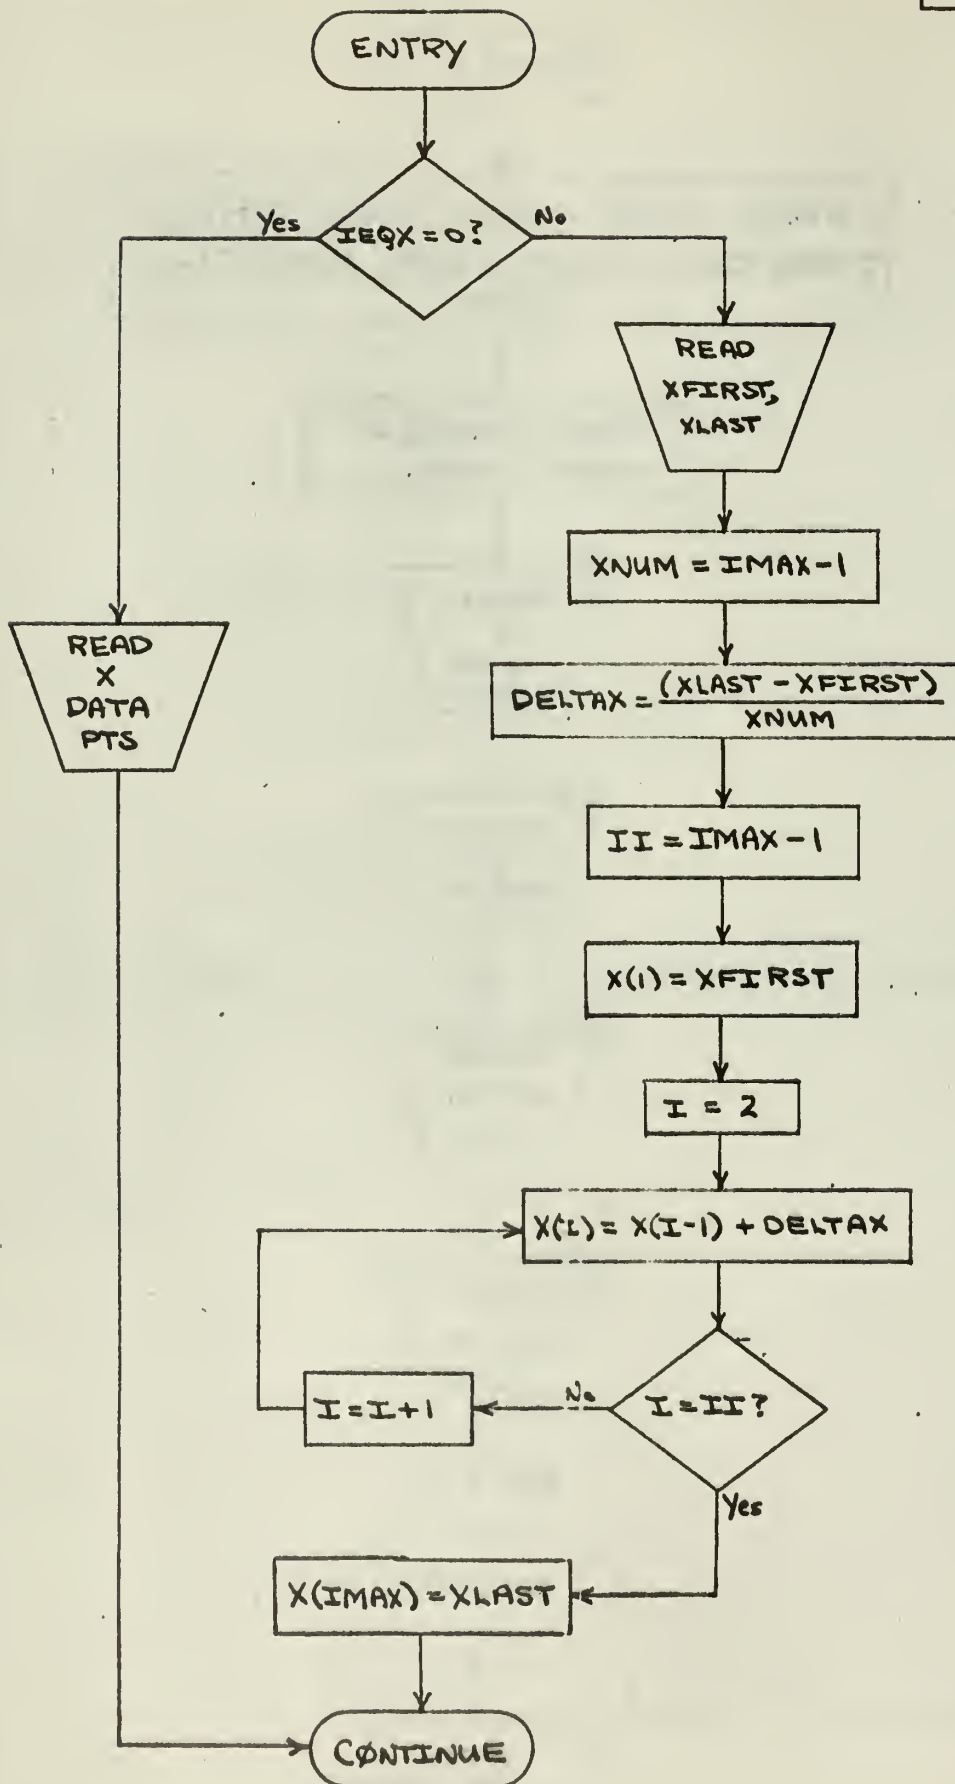 ENTRY
IEQX=0?
Yes
No
READ
XFIRST,
XLAST
XNUM = IMAX-1
DELTAX = (XLAST - XFIRST)
XNUM
II = IMAX-1
X(1) = XFIRST
I = 2
X(I) = X(I-1) + DELTAX
I = II?
No
I = I+1
Yes
X(IMAX) = XLAST
READ
X
DATA
PTS
CØNTINUE